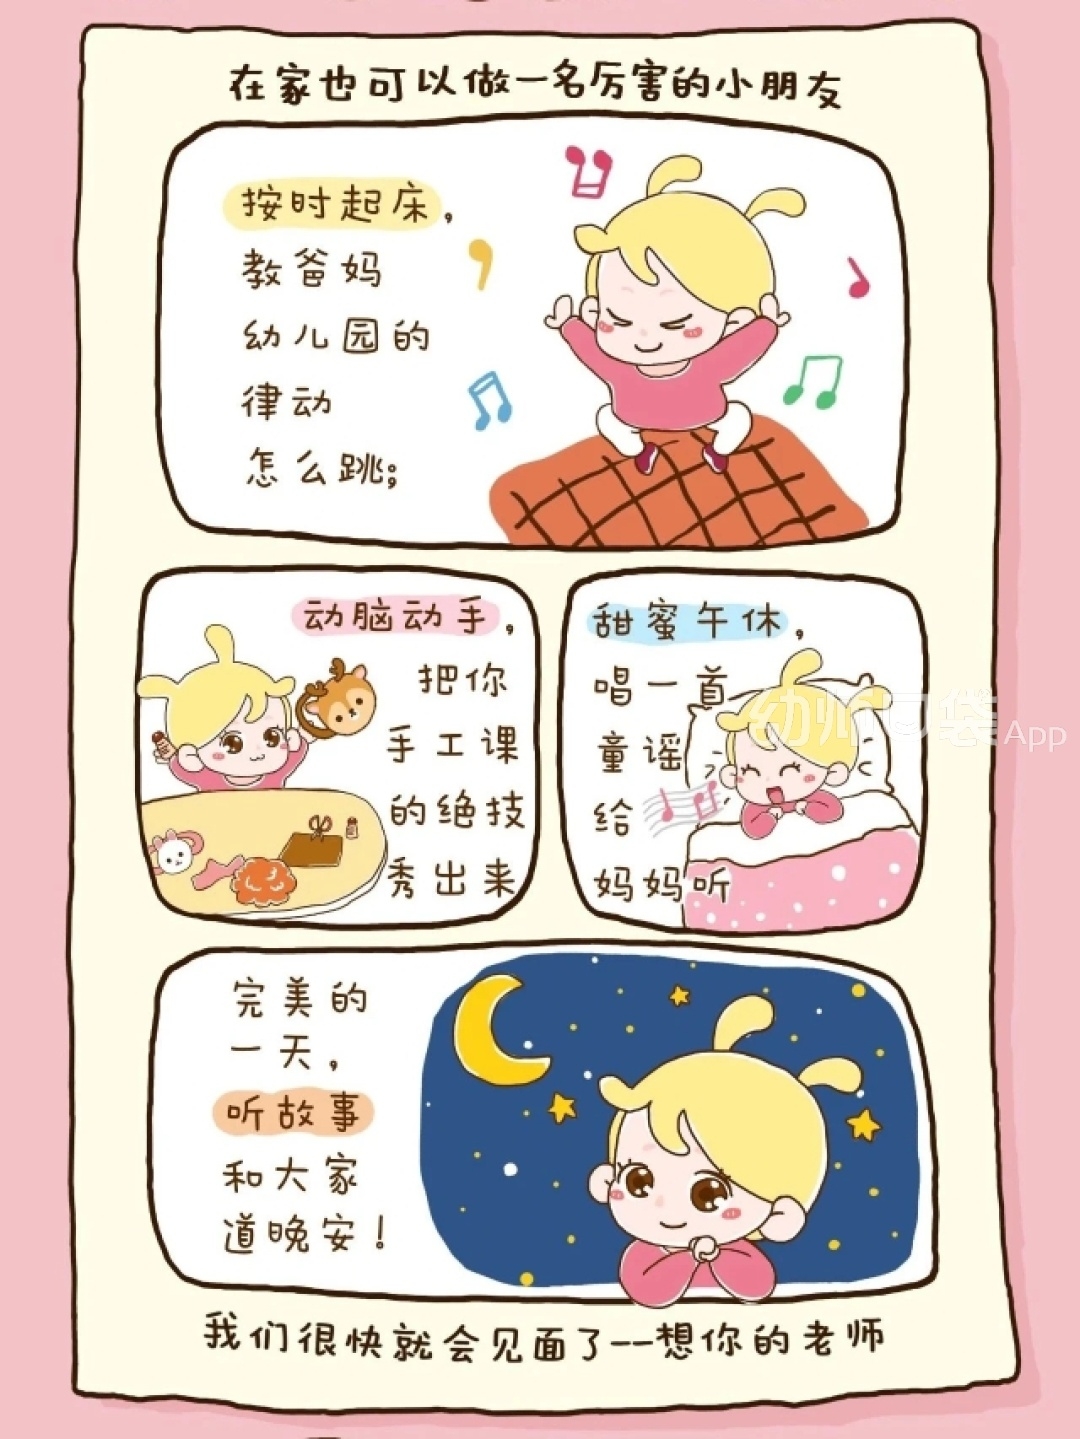 在家也可以做一名厉害的小朋友
按时起床，
教爸妈
幼儿园的
律动
怎么跳；
动脑动手，
把你
手工课
的绝技
秀出来
甜蜜午休，
唱一首
童谣
给
妈妈听
幼师口袋App
完美的
一天，
听故事
和大家
道晚安！
我们很快就会见面了--想你的老师